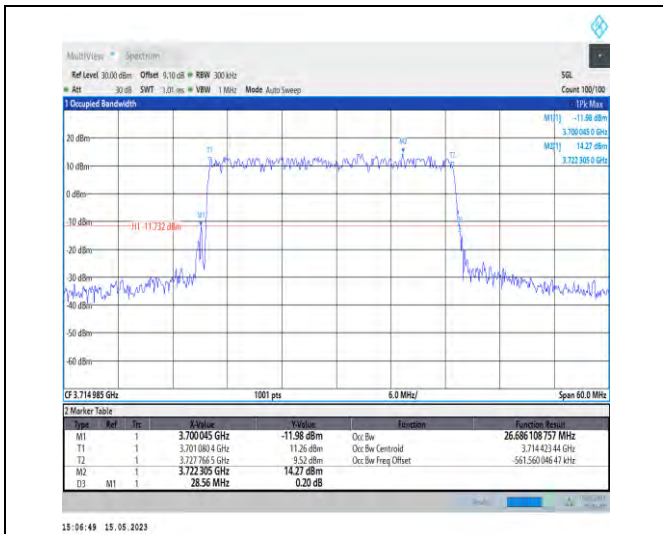 MultiView Spectrum
Ref Level 30.00 dBm Offset 9.10 dB RBW 300 kHz SGL
Att 30 dB SWT 1.01 ms VBW 1 MHz Mode Auto Sweep Count 100/100
1 Occupied Bandwidth 1Pk Max
M1[1] -11.98 dBm
3.700 045 0 GHz
M2[1] 14.27 dBm
3.722 305 0 GHz
20 dBm
M2
T1
T2
10 dBm
0 dBm
M1
-10 dBm
H1 -11.732 dBm
-20 dBm
-30 dBm
-40 dBm
-50 dBm
-60 dBm
CF 3.714 985 GHz 1001 pts 6.0 MHz/ Span 60.0 MHz
2 Marker Table
Type Ref Trc X-Value Y-Value Function Function Result
M1 1 3.700 045 GHz -11.98 dBm Occ Bw 26.686 108 757 MHz
T1 1 3.701 080 4 GHz 11.26 dBm Occ Bw Centroid 3.714 423 44 GHz
T2 1 3.727 766 5 GHz 9.52 dBm Occ Bw Freq Offset -561.560 046 47 kHz
M2 1 3.722 305 GHz 14.27 dBm
D3 M1 1 28.56 MHz 0.20 dB
15:06:49 15.05.2023